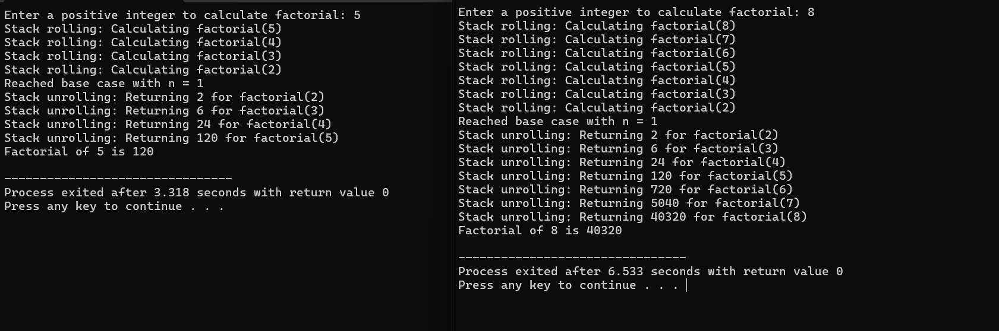 Enter a positive integer to calculate factorial: 5
Stack rolling: Calculating factorial(5)
Stack rolling: Calculating factorial(4)
Stack rolling: Calculating factorial(3)
Stack rolling: Calculating factorial(2)
Reached base case with n = 1
Stack unrolling: Returning 2 for factorial(2)
Stack unrolling: Returning 6 for factorial(3)
Stack unrolling: Returning 24 for factorial(4)
Stack unrolling: Returning 120 for factorial(5)
Factorial of 5 is 120
--------------------------------
Process exited after 3.318 seconds with return value 0
Press any key to continue . . .
Enter a positive integer to calculate factorial: 8
Stack rolling: Calculating factorial(8)
Stack rolling: Calculating factorial(7)
Stack rolling: Calculating factorial(6)
Stack rolling: Calculating factorial(5)
Stack rolling: Calculating factorial(4)
Stack rolling: Calculating factorial(3)
Stack rolling: Calculating factorial(2)
Reached base case with n = 1
Stack unrolling: Returning 2 for factorial(2)
Stack unrolling: Returning 6 for factorial(3)
Stack unrolling: Returning 24 for factorial(4)
Stack unrolling: Returning 120 for factorial(5)
Stack unrolling: Returning 720 for factorial(6)
Stack unrolling: Returning 5040 for factorial(7)
Stack unrolling: Returning 40320 for factorial(8)
Factorial of 8 is 40320
--------------------------------
Process exited after 6.533 seconds with return value 0
Press any key to continue . . .